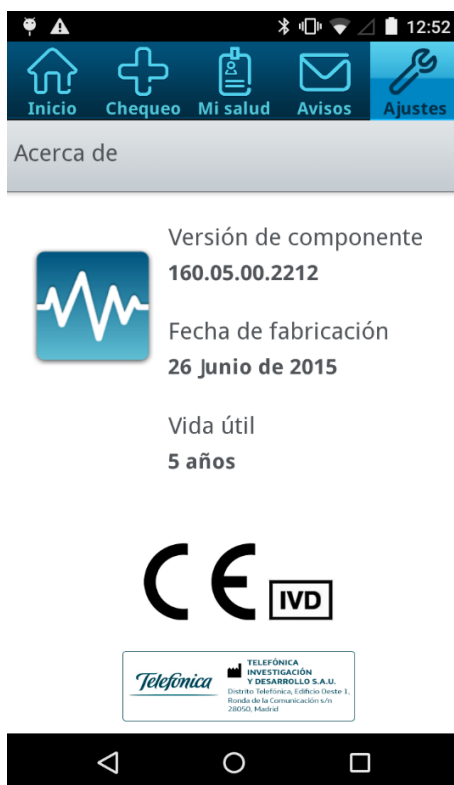 12:52
Inicio Chequeo Mi salud Avisos Ajustes
Acerca de
Versión de componente
160.05.00.2212
Fecha de fabricación
26 Junio de 2015
Vida útil
5 años
CE IVD
Telefónica
TELEFÓNICA
INVESTIGACIÓN
Y DESARROLLO S.A.U.
Distrito Telefónica, Edificio Oeste 1,
Ronda de la Comunicación s/n
28050, Madrid